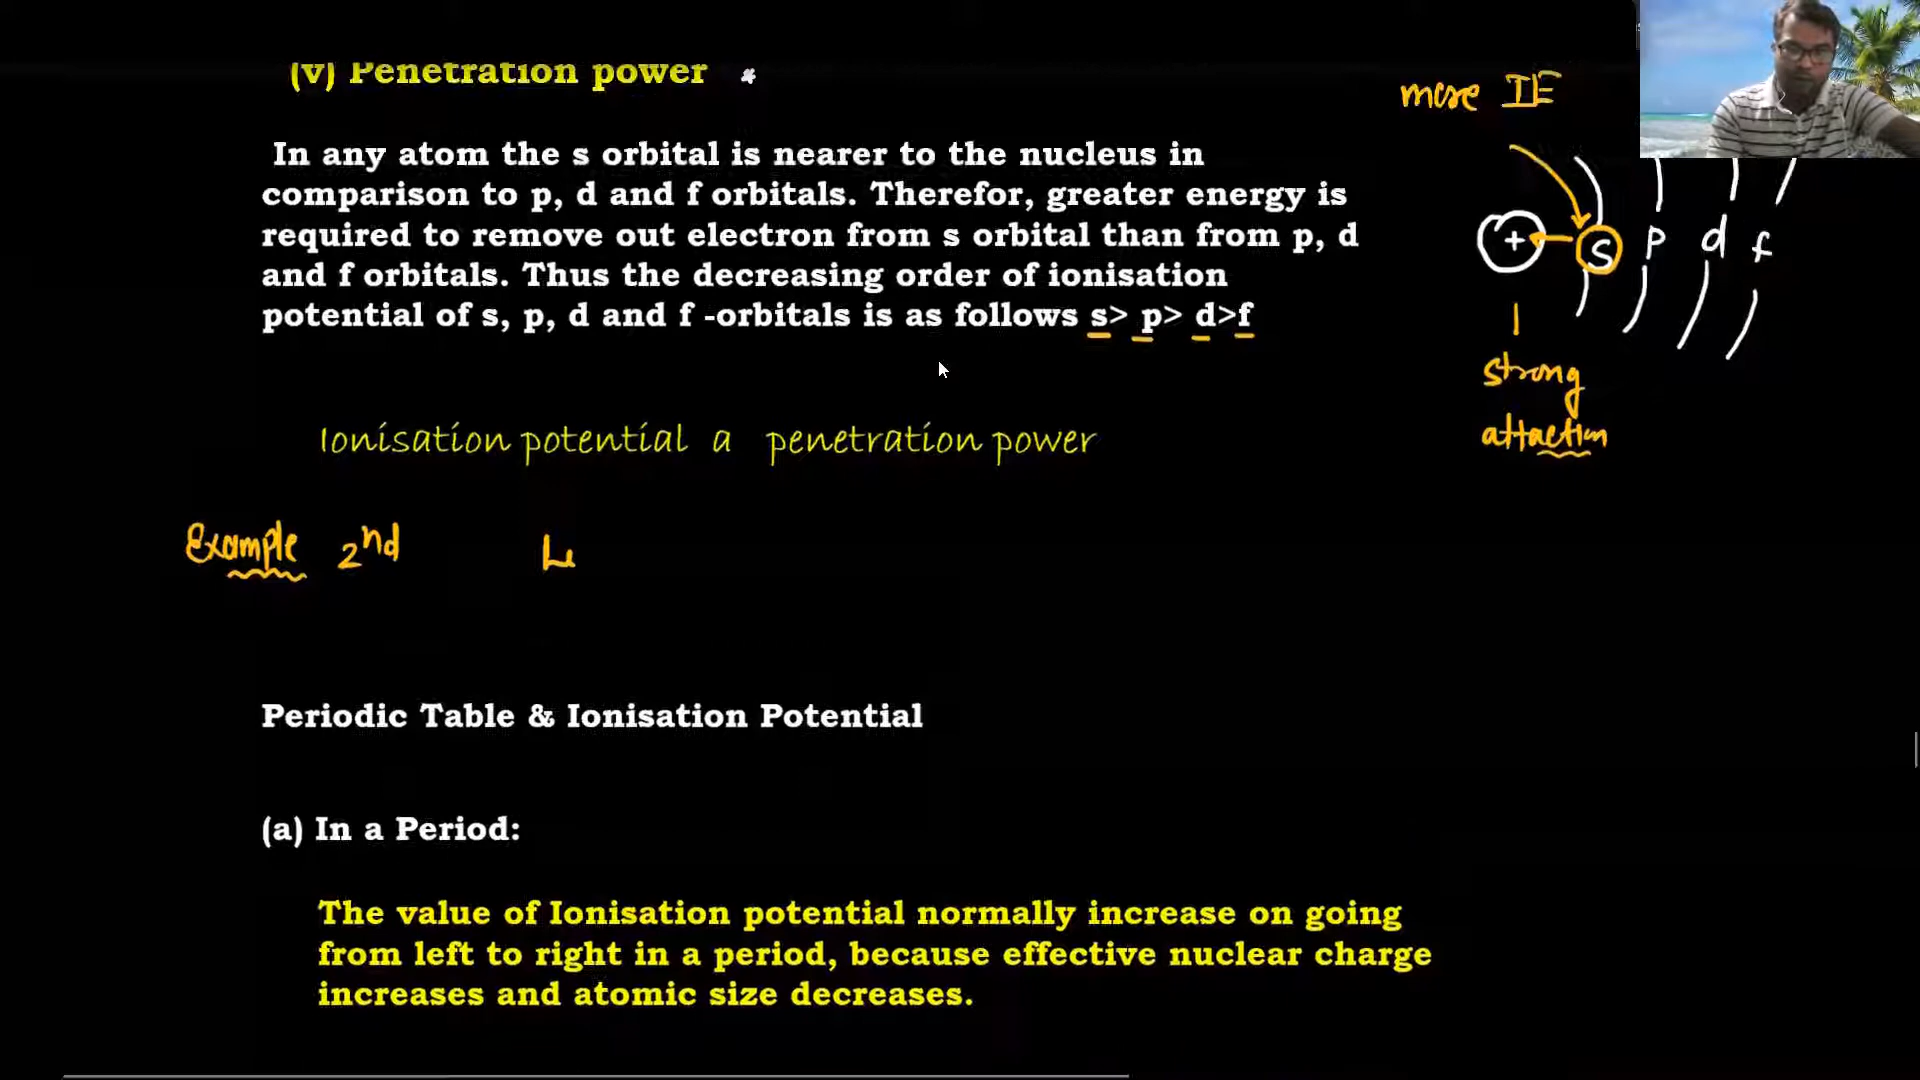 (v) Penetration power *
more IE
In any atom the s orbital is nearer to the nucleus in
comparison to p, d and f orbitals. Therefor, greater energy is
required to remove out electron from s orbital than from p, d
and f orbitals. Thus the decreasing order of ionisation
potential of s, p, d and f -orbitals is as follows s> p> d>f
+ s p d f
strong
attaction
Ionisation potential a penetration power
Example 2nd
Periodic Table & Ionisation Potential
(a) In a Period:
The value of Ionisation potential normally increase on going
from left to right in a period, because effective nuclear charge
increases and atomic size decreases.